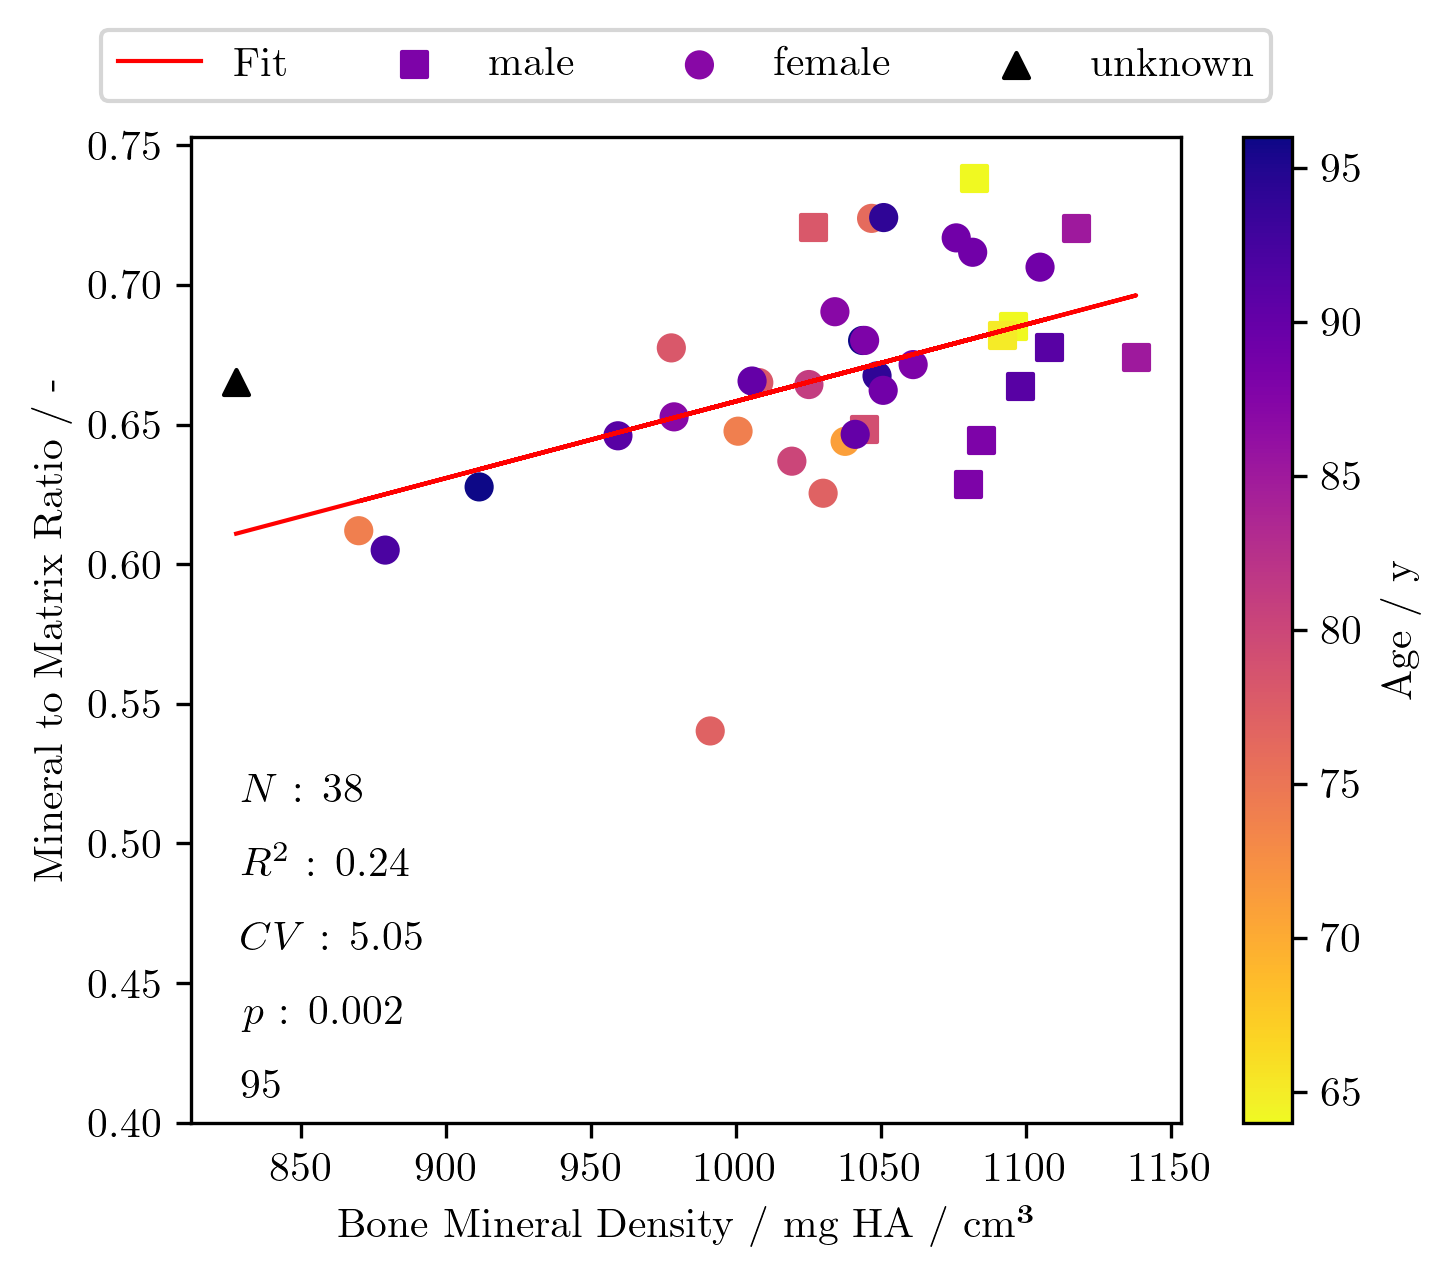 Fit male female unknown
0.75
0.70
0.65
0.60
0.55
0.50
0.45
0.40
Mineral to Matrix Ratio / -
N : 38
R² : 0.24
CV : 5.05
p : 0.002
95
850 900 950 1000 1050 1100 1150
Bone Mineral Density / mg HA / cm³
95
90
85
80
75
70
65
Age / y